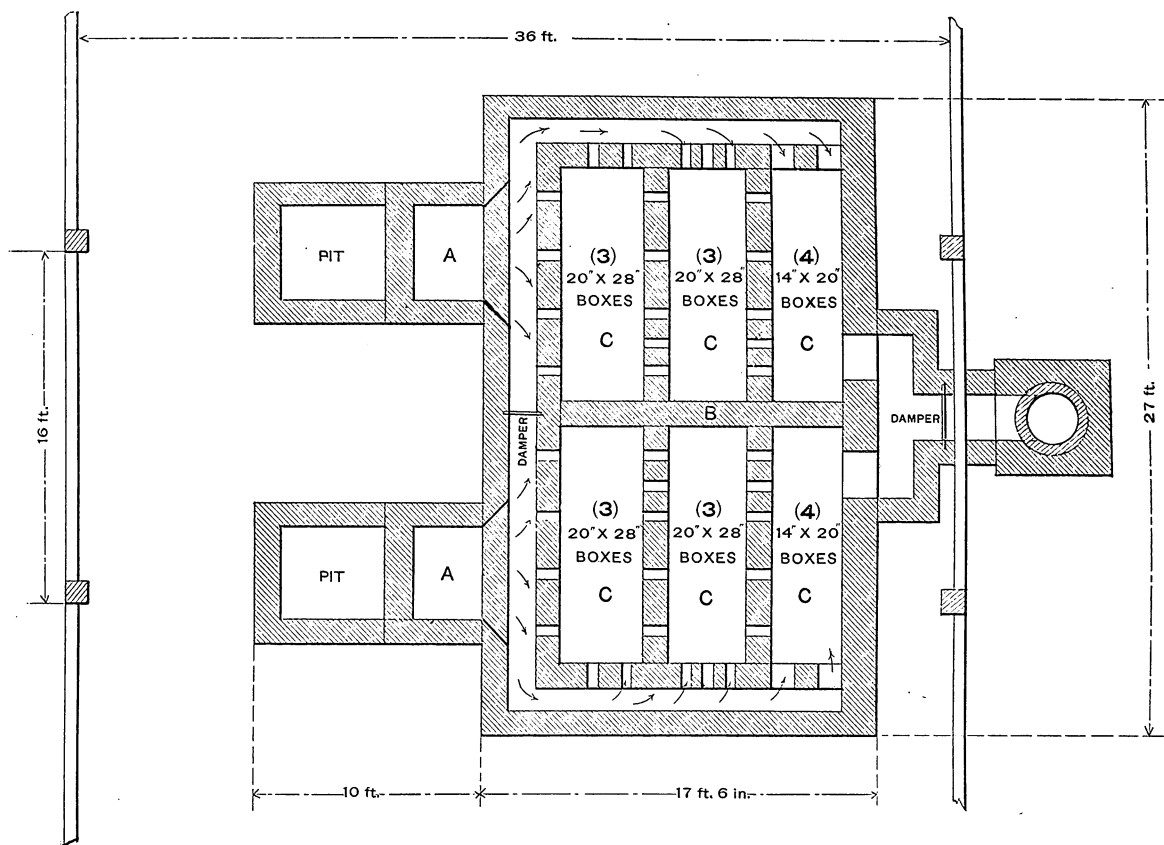 36 ft.
PIT
A
(3)
20" X 28"
BOXES
C
(3)
20" X 28"
BOXES
C
(4)
14" X 20"
BOXES
C
16 ft.
DAMPER
B
DAMPER
27 ft.
PIT
A
(3)
20" X 28"
BOXES
C
(3)
20" X 28"
BOXES
C
(4)
14" X 20"
BOXES
C
10 ft.
17 ft. 6 in.